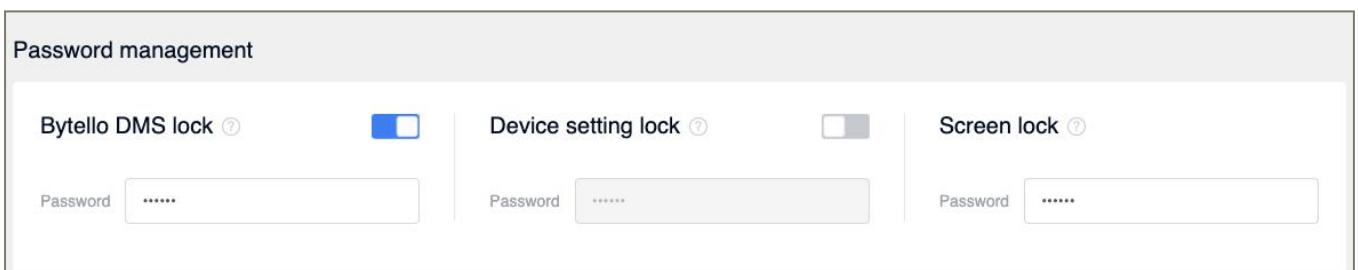 Password management
Bytello DMS lock ?
Device setting lock ?
Screen lock ?
Password ••••••
Password ••••••
Password ••••••